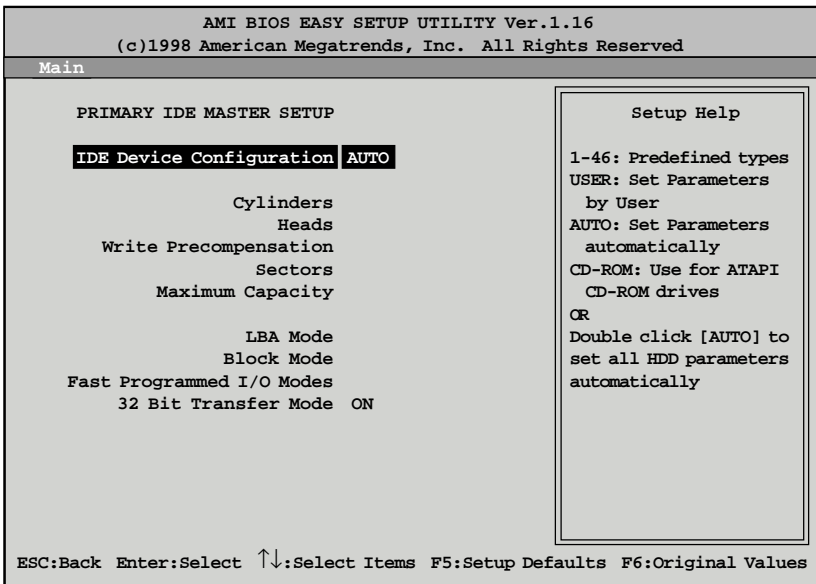 AMI BIOS EASY SETUP UTILITY Ver.1.16
(c)1998 American Megatrends, Inc. All Rights Reserved
Main
PRIMARY IDE MASTER SETUP
IDE Device Configuration AUTO
Cylinders
Heads
Write Precompensation
Sectors
Maximum Capacity
LBA Mode
Block Mode
Fast Programmed I/O Modes
32 Bit Transfer Mode ON
Setup Help
1-46: Predefined types
USER: Set Parameters
by User
AUTO: Set Parameters
automatically
CD-ROM: Use for ATAPI
CD-ROM drives
OR
Double click [AUTO] to
set all HDD parameters
automatically
ESC:Back Enter:Select ↑↓:Select Items F5:Setup Defaults F6:Original Values